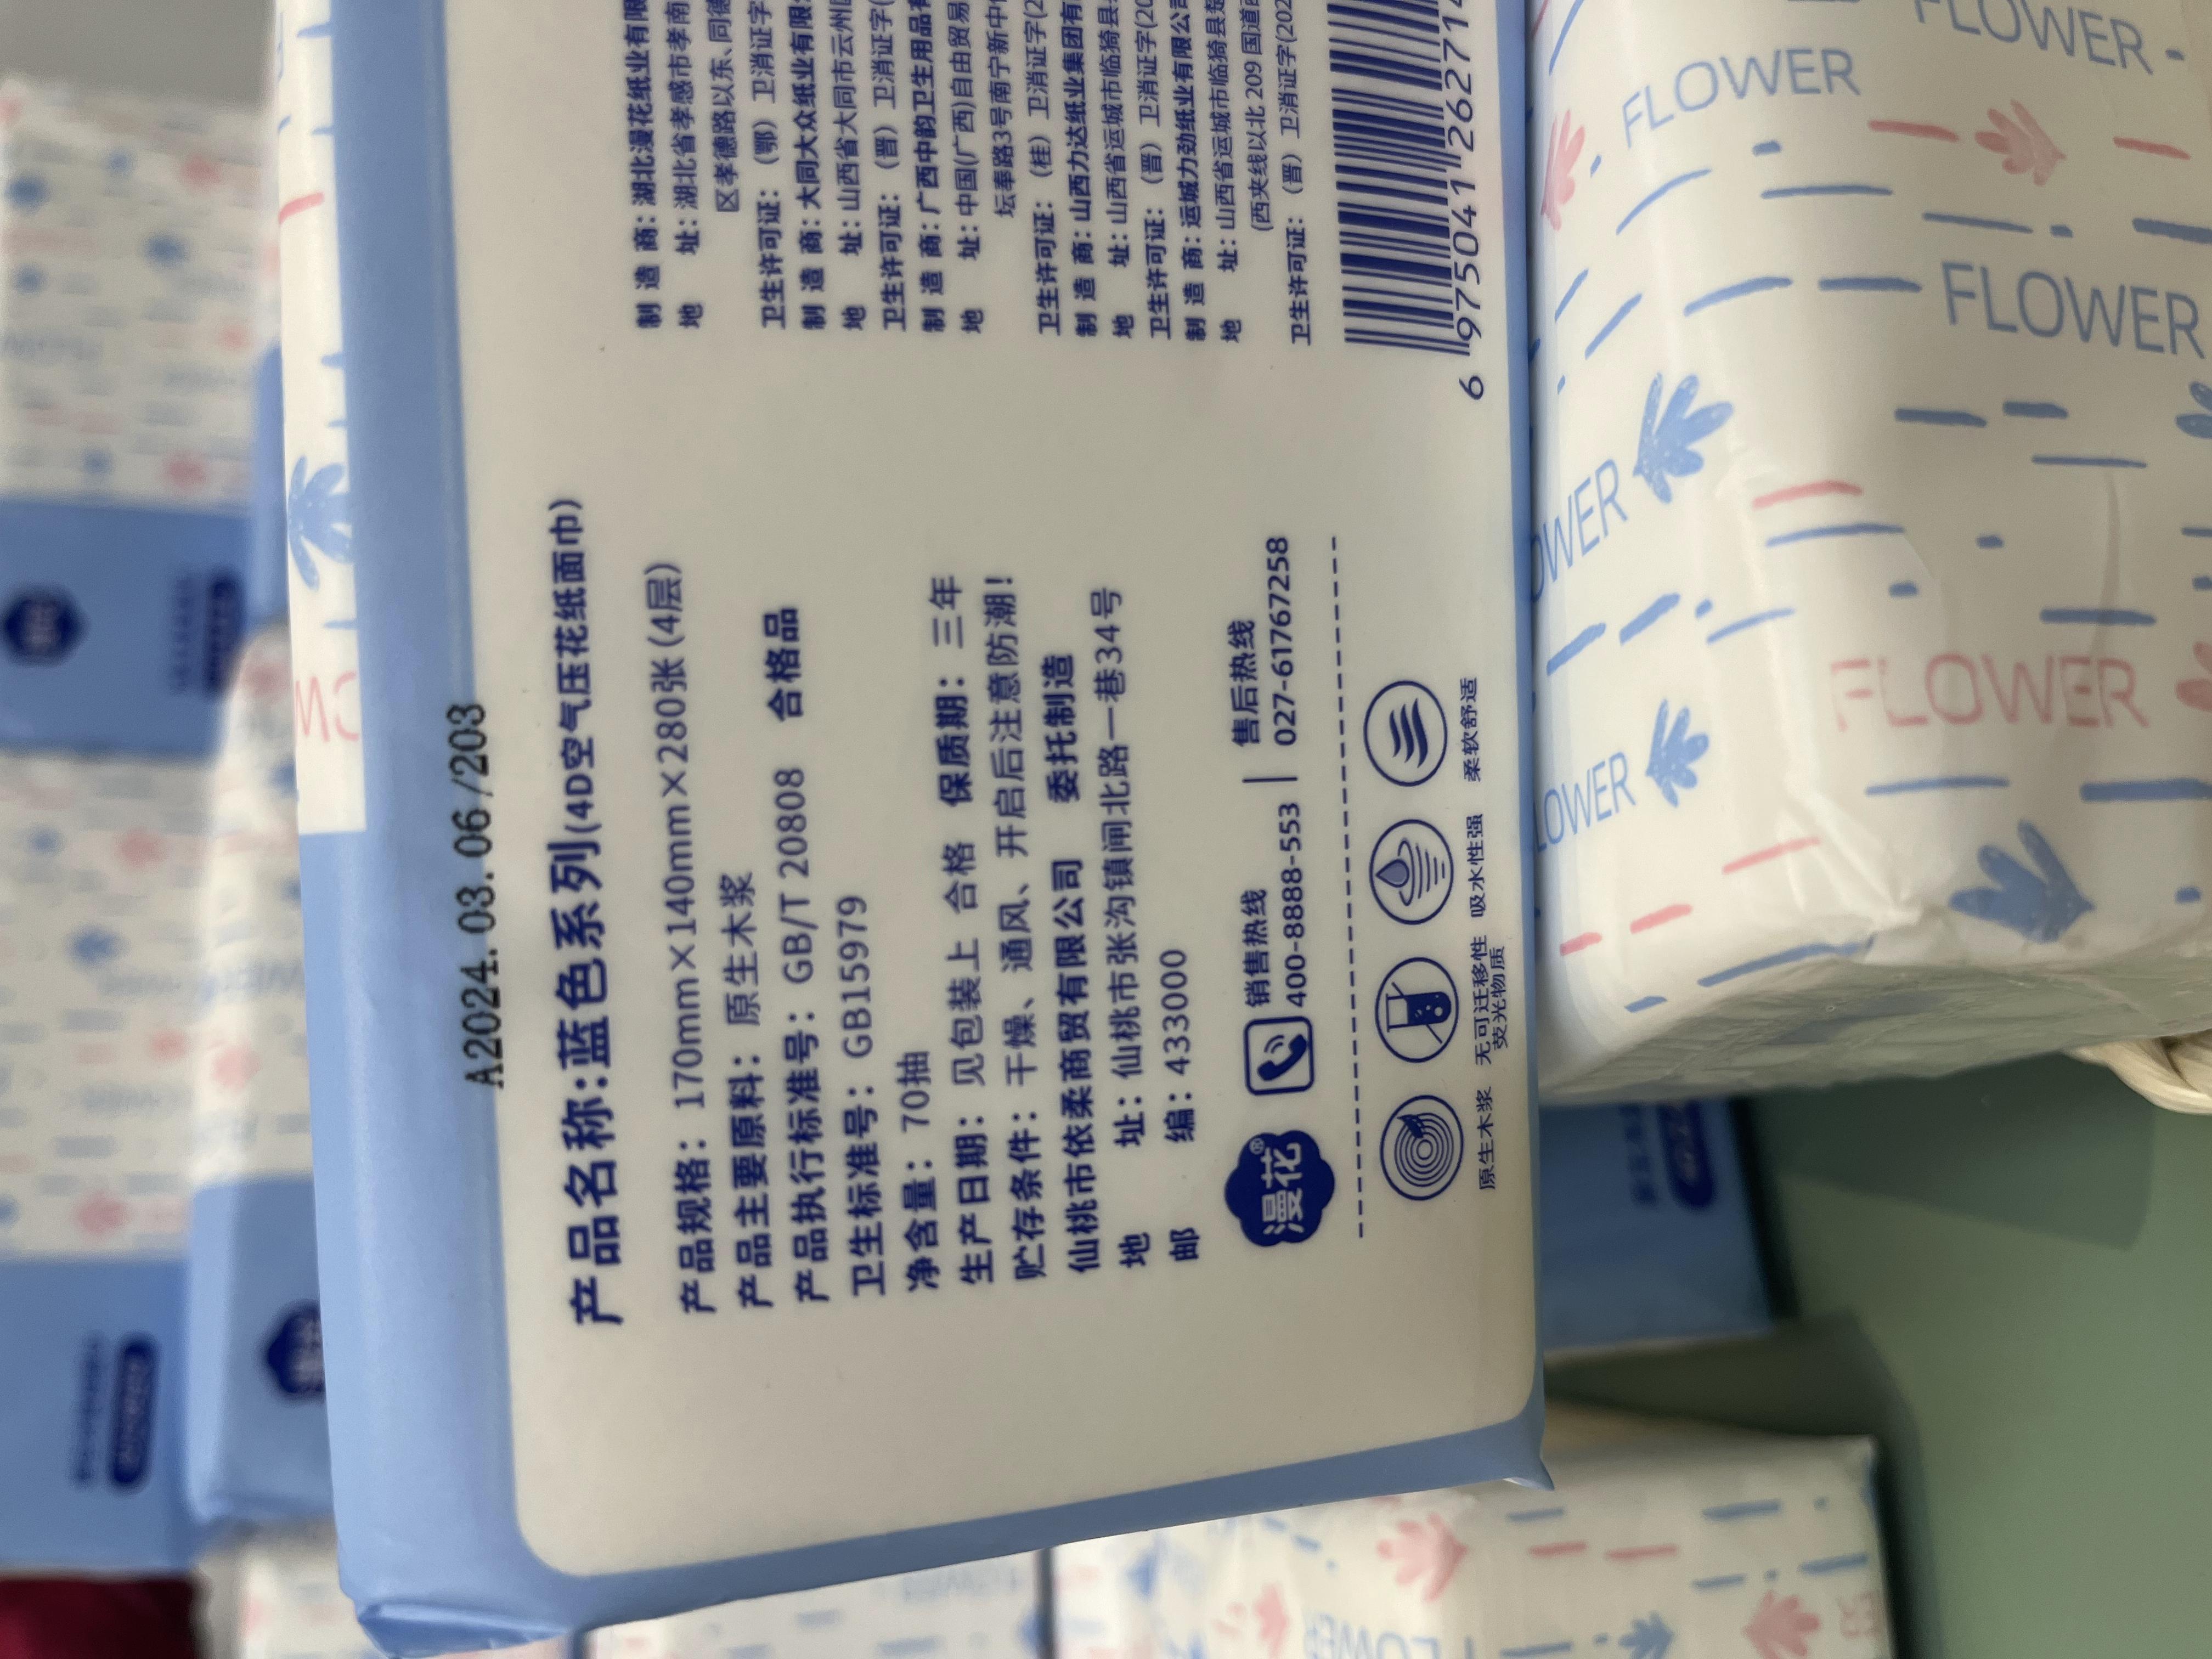 A2024.03.06/203
产品名称:蓝色系列(4D空气压花纸面巾)
产品规格：170mm×140mm×280张(4层)
产品主要原料：原生木浆
产品执行标准号：GB/T 20808 合格品
卫生标准号：GB15979
净含量：70抽
生产日期：见包装上 合格 保质期：三年
贮存条件：干燥、通风、开启后注意防潮!
仙桃市依柔商贸有限公司 委托制造
地 址：仙桃市张沟镇闸北路一巷34号
邮 编：433000
漫花®
销售热线 | 售后热线
400-8888-553 | 027-61767258
原生木浆 无可迁移性荧光物质 吸水性强 柔软舒适
制 造 商：湖北漫花纸业有限
地 址：湖北省孝感市孝南
区孝德路以东、同德
卫生许可证：（鄂）卫消证字
制 造 商：大同大众纸业有限
地 址：山西省大同市云州
卫生许可证：（晋）卫消证字(
制 造 商：广西中韵卫生用品有
地 址：中国(广西)自由贸易
坛奉路3号南宁新中
卫生许可证：（桂）卫消证字(2
制 造 商：山西力达纸业集团有
地 址：山西省运城市临猗县
卫生许可证：（晋）卫消证字(20
制 造 商：运城力劲纸业有限公司
地 址：山西省运城市临猗县楚
(西夹线以北 209 国道
卫生许可证：（晋）卫消证字(202
6 975041 262714
FLOWER
FLOWER
FLOWER
OWER
FLOWER
LOWER